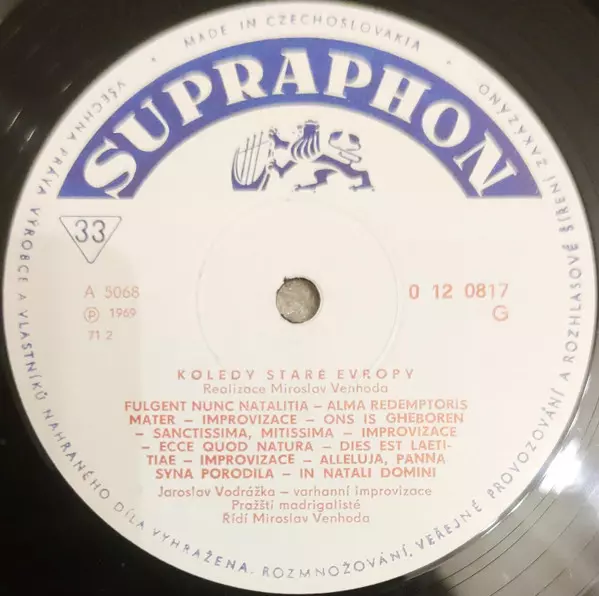 • MADE IN CZECHOSLOVAKIA •
SUPRAPHON
33
A 5068
Ⓟ 1969
71 2
0 12 0817
G
KOLEDY STARÉ EVROPY
Realizace Miroslav Venhoda
FULGENT NUNC NATALITIA – ALMA REDEMPTORIS
MATER – IMPROVIZACE – ONS IS GHEBOREN
– SANCTISSIMA, MITISSIMA – IMPROVIZACE
– ECCE QUOD NATURA – DIES EST LAETI-
TIAE – IMPROVIZACE – ALLELUJA, PANNA
SYNA PORODILA – IN NATALI DOMINI
Jaroslav Vodrážka – varhanní improvizace
Pražští madrigalisté
Řídí Miroslav Venhoda
VŠECHNA PRÁVA VÝROBCE A VLASTNÍKŮ NAHRANÉHO DÍLA VYHRAŽENA. ROZMNOŽOVÁNÍ, VEŘEJNÉ PROVOZOVÁNÍ A ROZHLASOVÉ ŠÍŘENÍ ZAKÁZÁNO